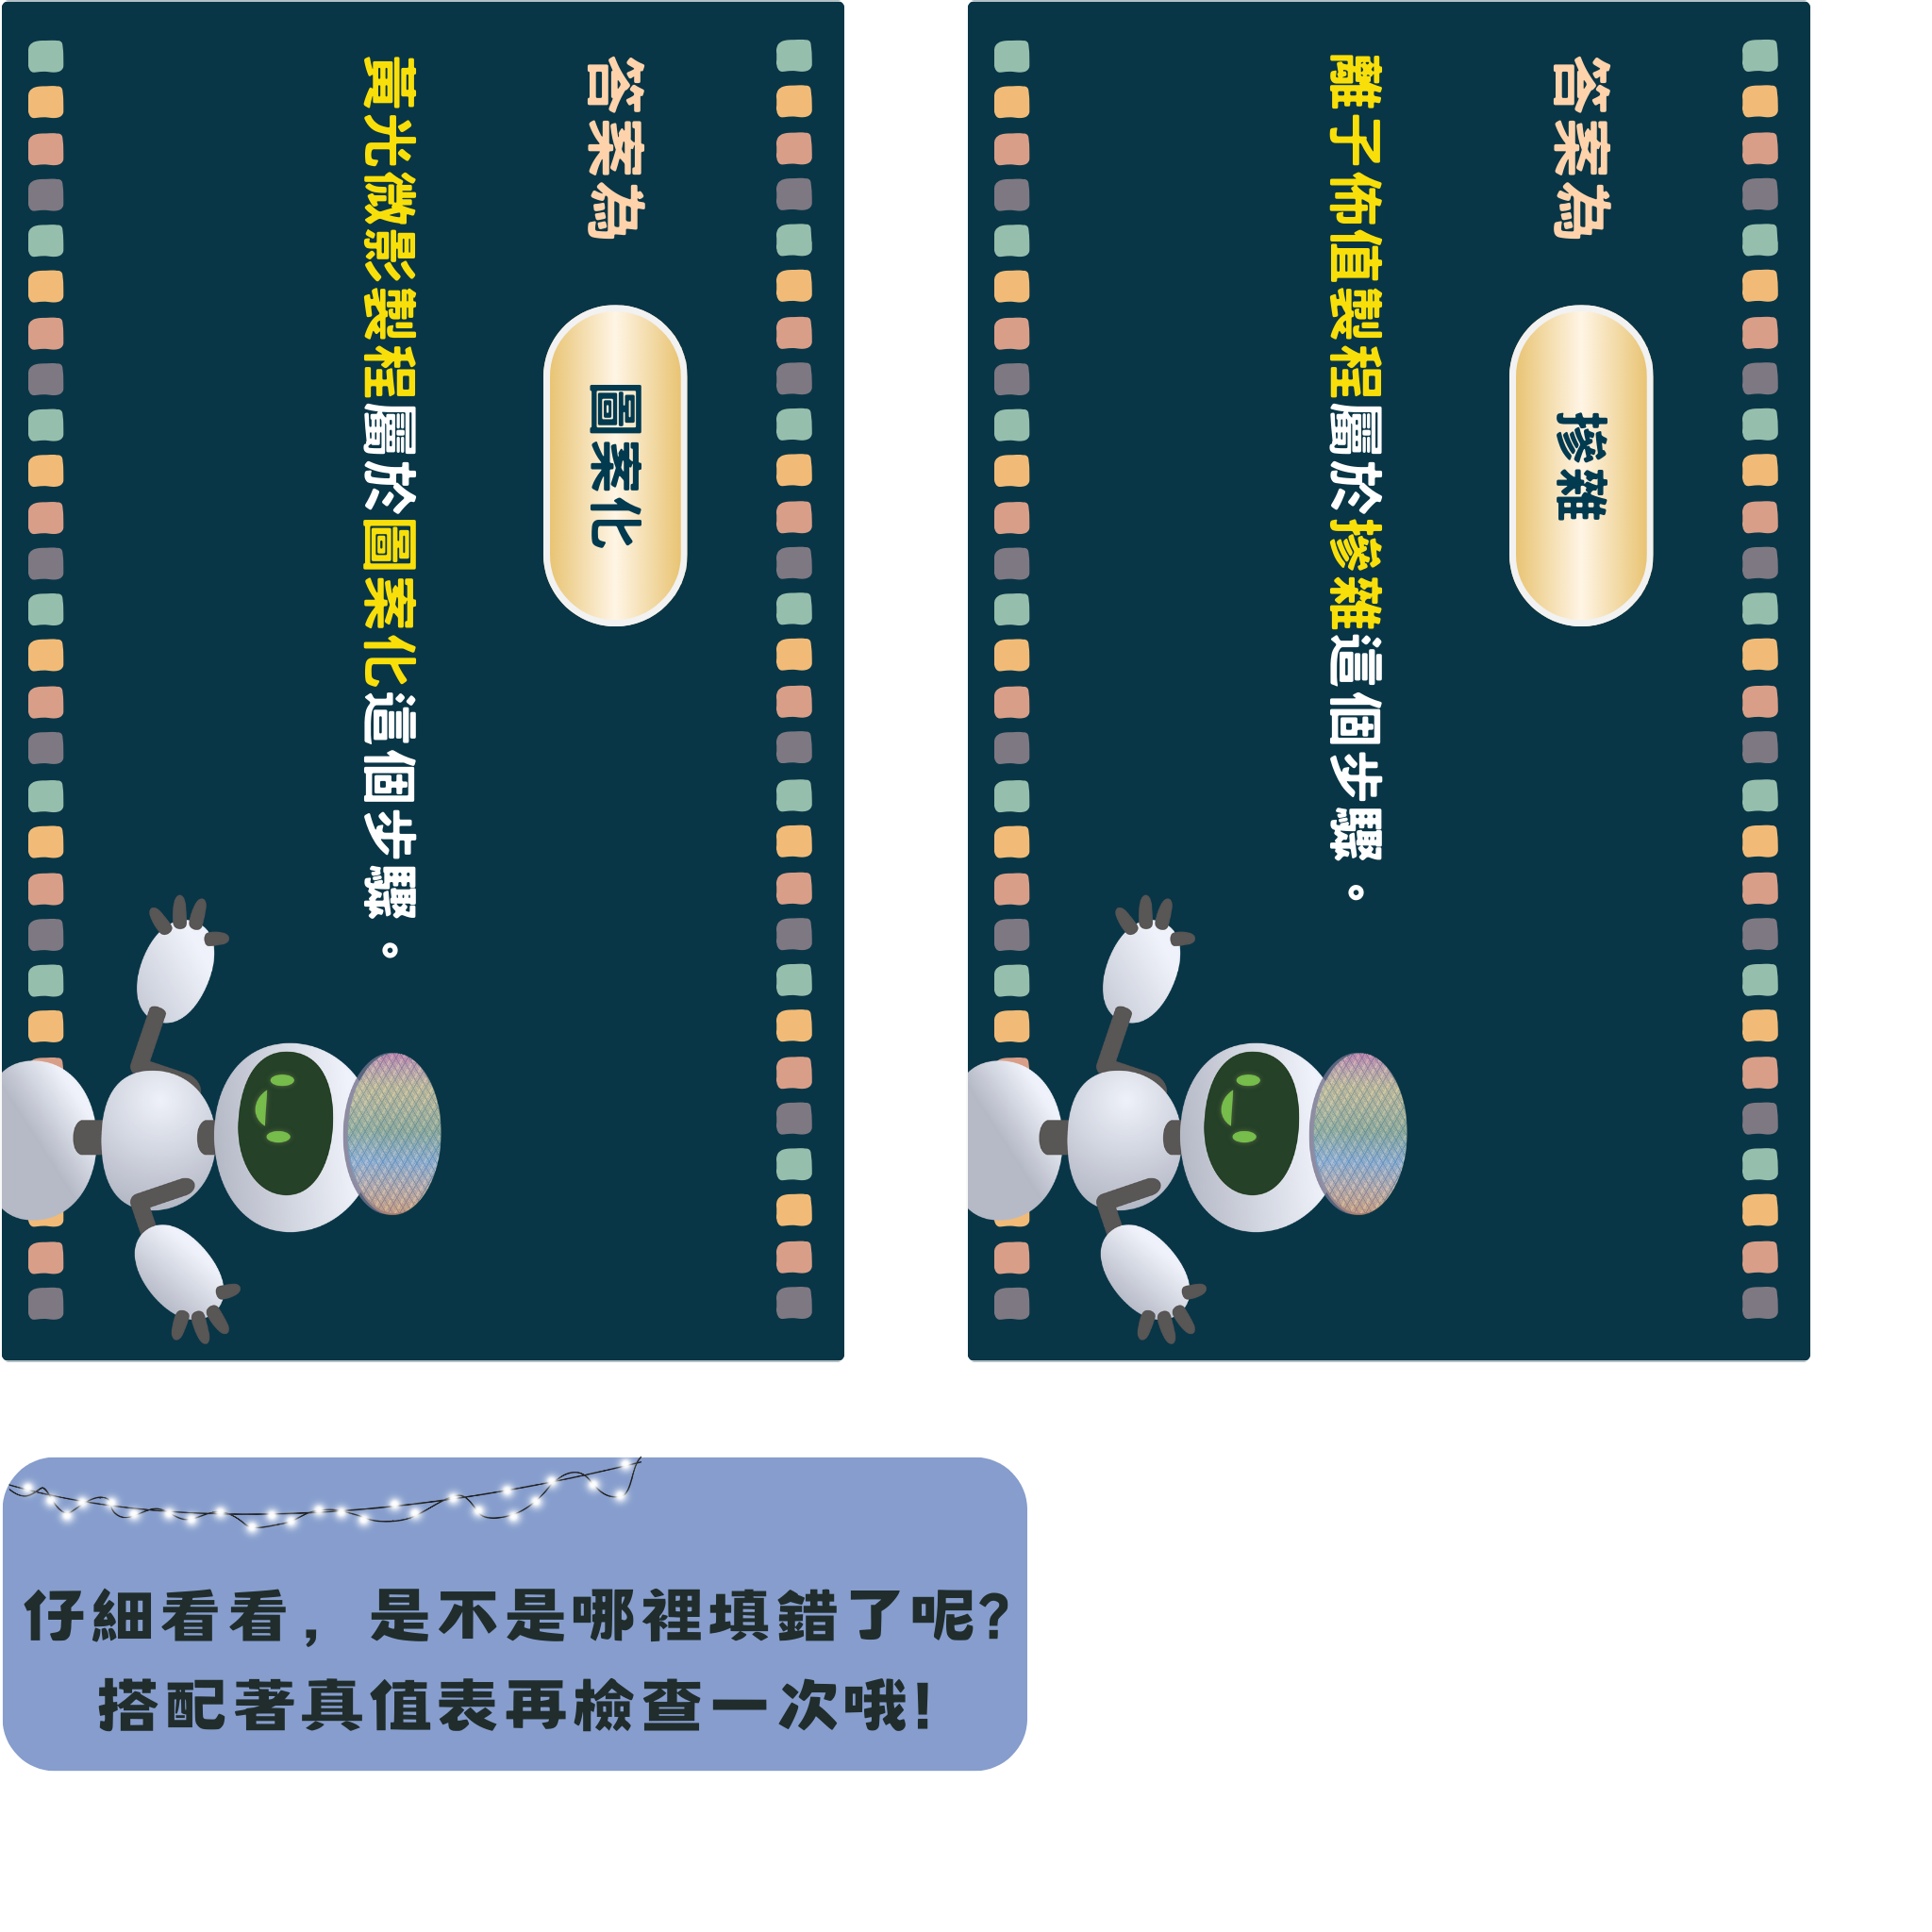 答案為
圖案化
黃光微影製程屬於圖案化這個步驟。
答案為
摻雜
離子佈值製程屬於摻雜這個步驟。
仔細看看，是不是哪裡填錯了呢?
搭配著真值表再檢查一次哦!